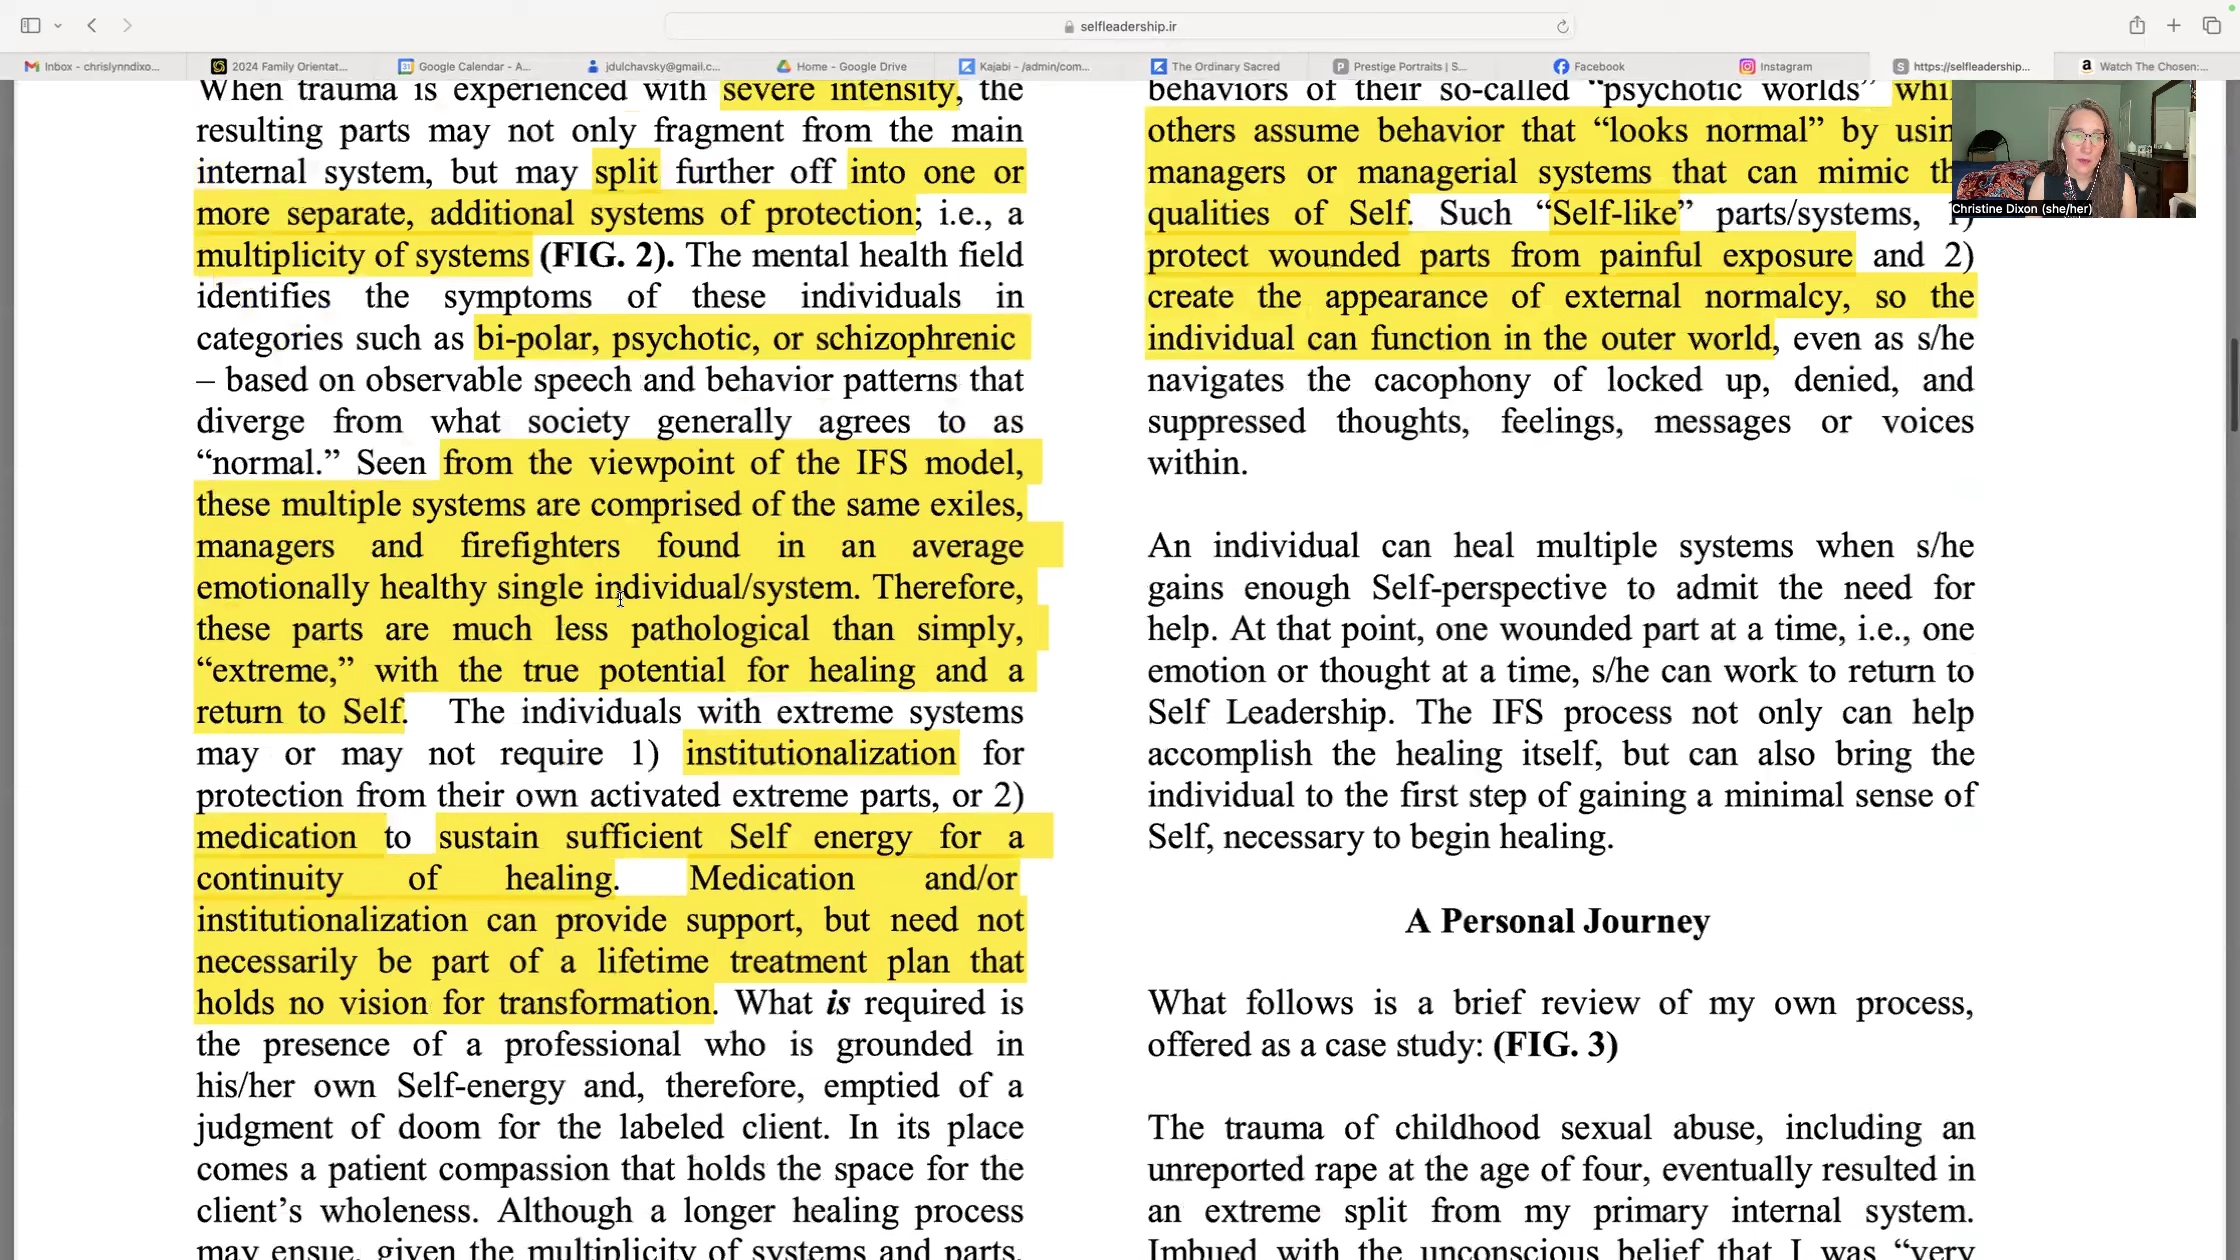 selfleadership.ir
Inbox - chrislynndixo...
2024 Family Orientat...
Google Calendar - A...
jdulchavsky@gmail.c...
Home - Google Drive
Kajabi - /admin/com...
The Ordinary Sacred
Prestige Portraits | S...
Facebook
Instagram
https://selfleadership...
Watch The Chosen:...
When trauma is experienced with severe intensity, the
resulting parts may not only fragment from the main
internal system, but may split further off into one or
more separate, additional systems of protection; i.e., a
multiplicity of systems (FIG. 2). The mental health field
identifies the symptoms of these individuals in
categories such as bi-polar, psychotic, or schizophrenic
– based on observable speech and behavior patterns that
diverge from what society generally agrees to as
“normal.” Seen from the viewpoint of the IFS model,
these multiple systems are comprised of the same exiles,
managers and firefighters found in an average
emotionally healthy single individual/system. Therefore,
these parts are much less pathological than simply,
“extreme,” with the true potential for healing and a
return to Self. The individuals with extreme systems
may or may not require 1) institutionalization for
protection from their own activated extreme parts, or 2)
medication to sustain sufficient Self energy for a
continuity of healing. Medication and/or
institutionalization can provide support, but need not
necessarily be part of a lifetime treatment plan that
holds no vision for transformation. What is required is
the presence of a professional who is grounded in
his/her own Self-energy and, therefore, emptied of a
judgment of doom for the labeled client. In its place
comes a patient compassion that holds the space for the
client’s wholeness. Although a longer healing process
may ensue, given the multiplicity of systems and parts,
behaviors of their so-called “psychotic worlds” whi
others assume behavior that “looks normal” by usin
managers or managerial systems that can mimic th
qualities of Self. Such “Self-like” parts/systems, 1)
protect wounded parts from painful exposure and 2)
create the appearance of external normalcy, so the
individual can function in the outer world, even as s/he
navigates the cacophony of locked up, denied, and
suppressed thoughts, feelings, messages or voices
within.
An individual can heal multiple systems when s/he
gains enough Self-perspective to admit the need for
help. At that point, one wounded part at a time, i.e., one
emotion or thought at a time, s/he can work to return to
Self Leadership. The IFS process not only can help
accomplish the healing itself, but can also bring the
individual to the first step of gaining a minimal sense of
Self, necessary to begin healing.
A Personal Journey
What follows is a brief review of my own process,
offered as a case study: (FIG. 3)
The trauma of childhood sexual abuse, including an
unreported rape at the age of four, eventually resulted in
an extreme split from my primary internal system.
Imbued with the unconscious belief that I was “very
Christine Dixon (she/her)